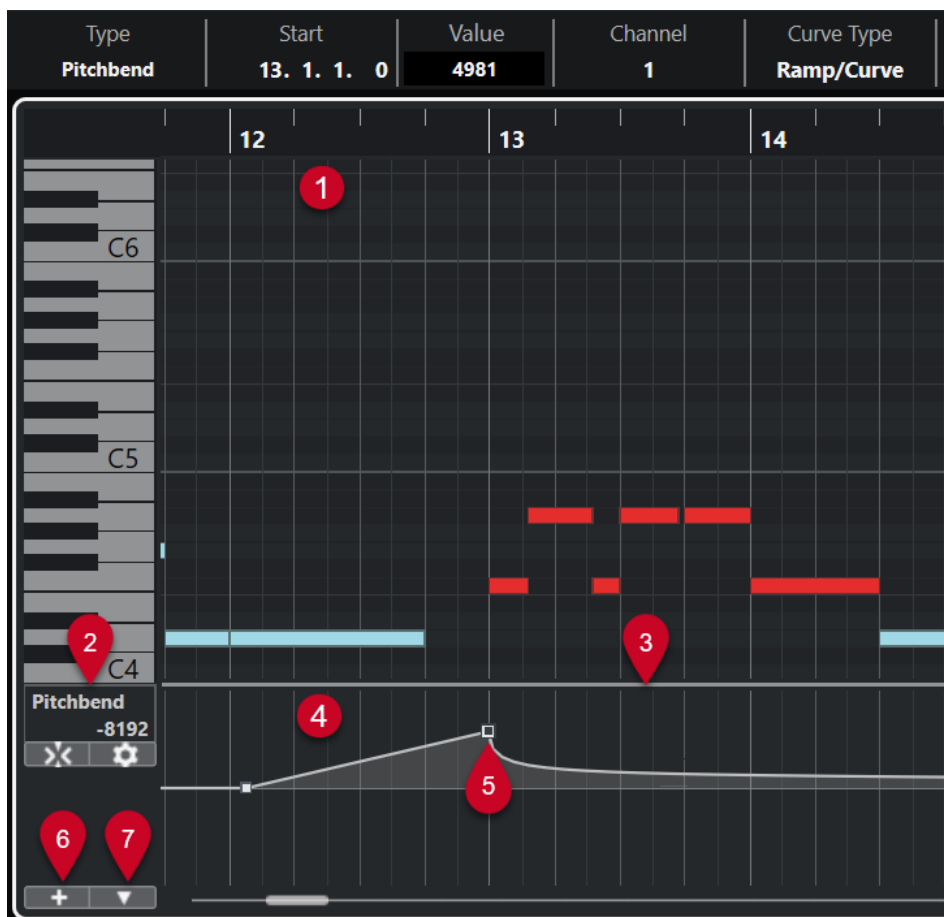 Type Start Value Channel Curve Type
Pitchbend 13. 1. 1. 0 4981 1 Ramp/Curve
12 13 14
1
C6
C5
2 3
C4
Pitchbend
-8192
4
5
6 7